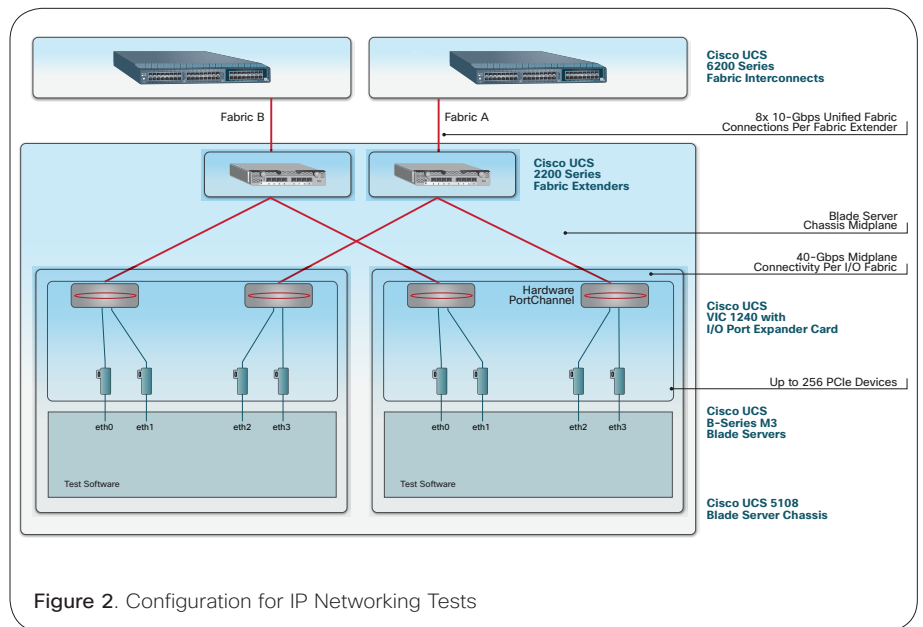 Cisco UCS
6200 Series
Fabric Interconnects
Fabric B
Fabric A
8x 10-Gbps Unified Fabric
Connections Per Fabric Extender
Cisco UCS
2200 Series
Fabric Extenders
Blade Server
Chassis Midplane
40-Gbps Midplane
Connectivity Per I/O Fabric
Hardware
PortChannel
Cisco UCS
VIC 1240 with
I/O Port Expander Card
Up to 256 PCIe Devices
Cisco UCS
B-Series M3
Blade Servers
eth0
eth1
eth2
eth3
eth0
eth1
eth2
eth3
Test Software
Test Software
Cisco UCS 5108
Blade Server Chassis
Figure 2. Configuration for IP Networking Tests